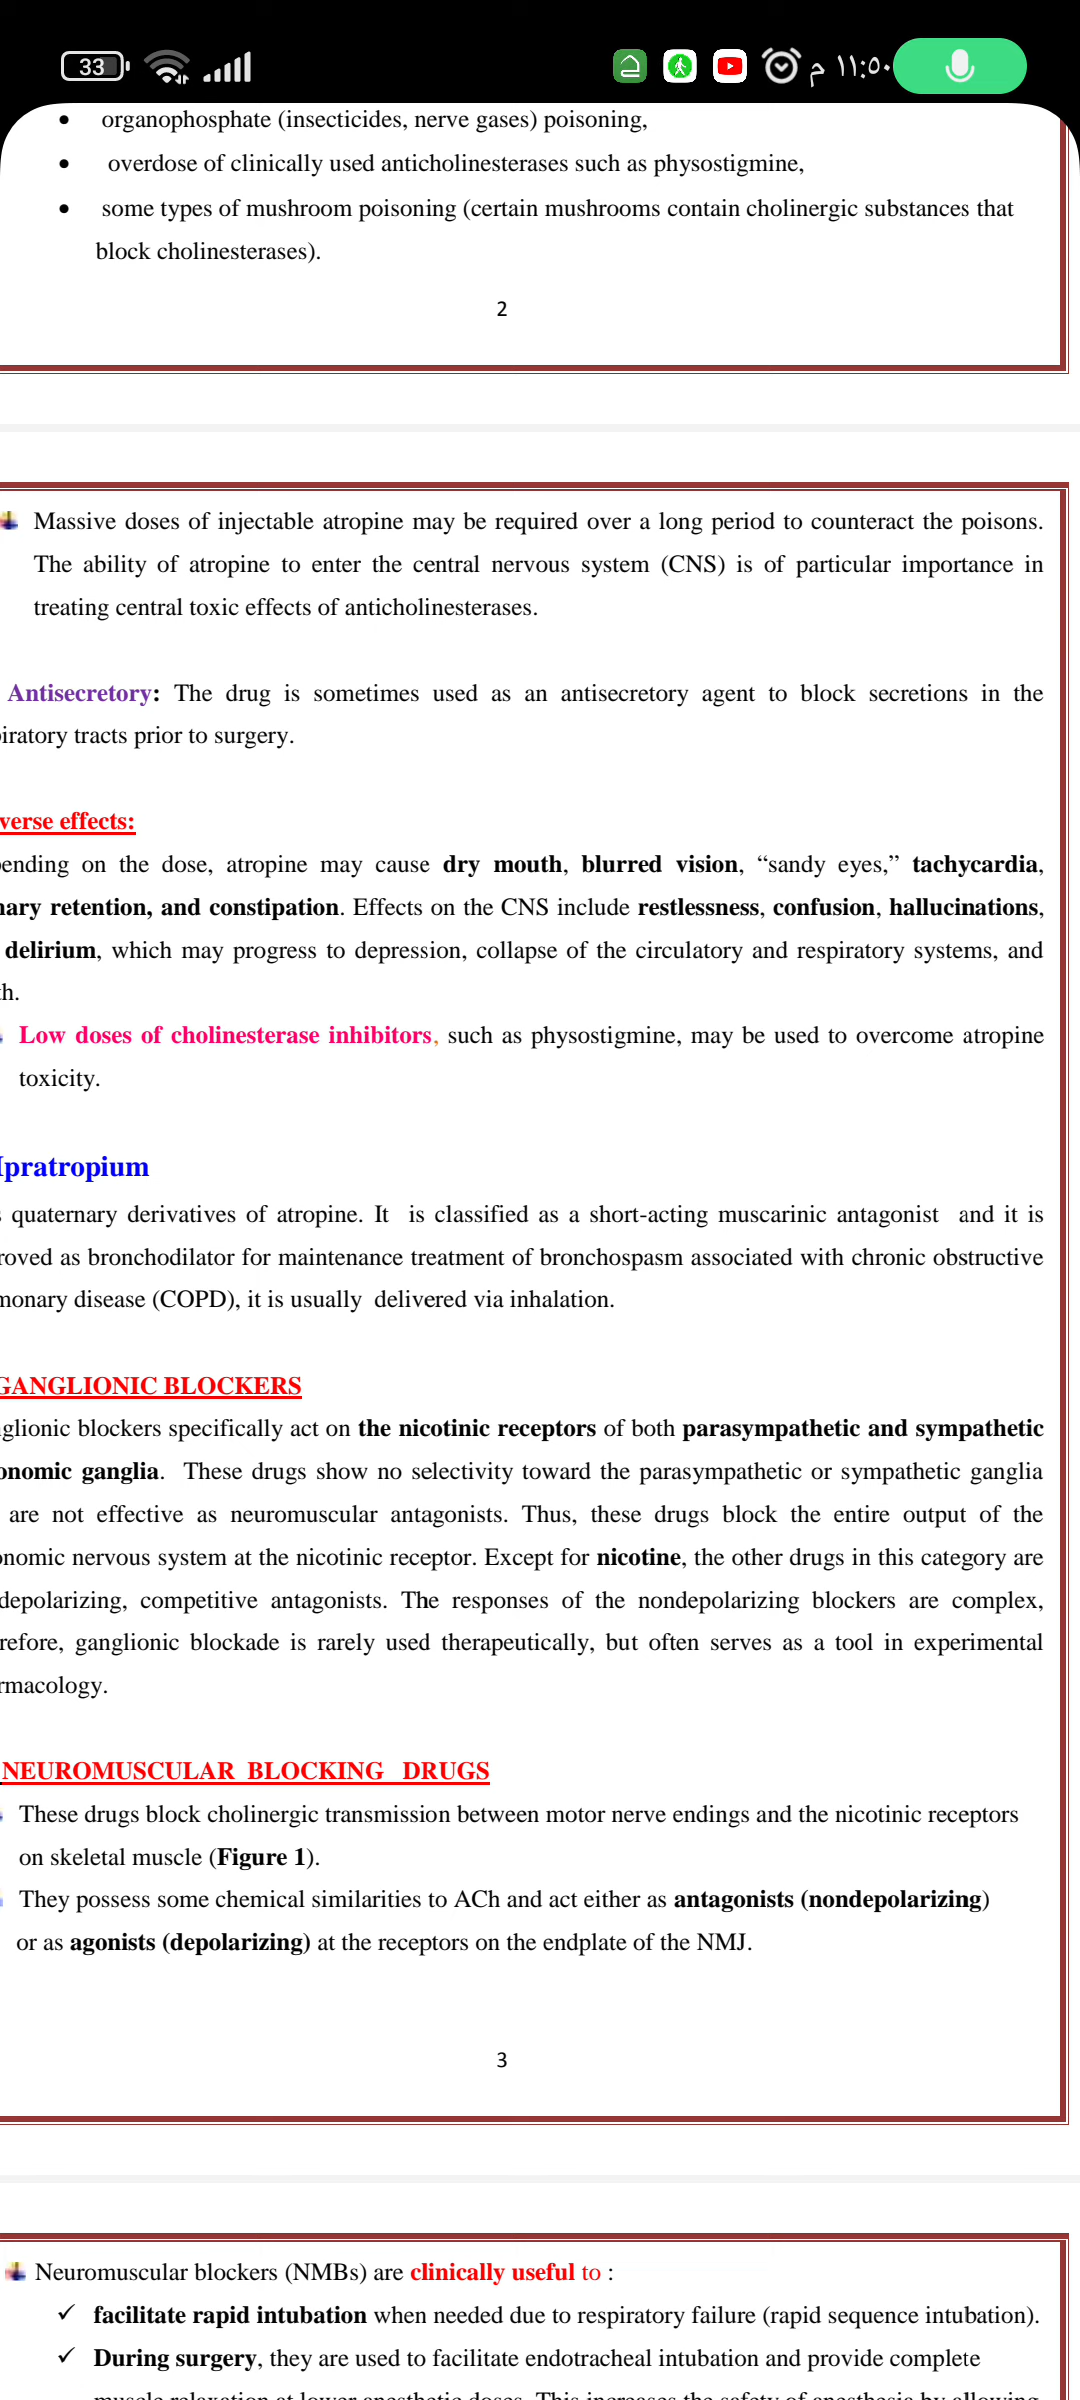 33
١١:٥٠ م
organophosphate (insecticides, nerve gases) poisoning,
overdose of clinically used anticholinesterases such as physostigmine,
some types of mushroom poisoning (certain mushrooms contain cholinergic substances that
block cholinesterases).
2
Massive doses of injectable atropine may be required over a long period to counteract the poisons.
The ability of atropine to enter the central nervous system (CNS) is of particular importance in
treating central toxic effects of anticholinesterases.
Antisecretory: The drug is sometimes used as an antisecretory agent to block secretions in the
iratory tracts prior to surgery.
verse effects:
ending on the dose, atropine may cause dry mouth, blurred vision, “sandy eyes,” tachycardia,
nary retention, and constipation. Effects on the CNS include restlessness, confusion, hallucinations,
delirium, which may progress to depression, collapse of the circulatory and respiratory systems, and
th.
Low doses of cholinesterase inhibitors, such as physostigmine, may be used to overcome atropine
toxicity.
Ipratropium
s quaternary derivatives of atropine. It is classified as a short-acting muscarinic antagonist and it is
roved as bronchodilator for maintenance treatment of bronchospasm associated with chronic obstructive
monary disease (COPD), it is usually delivered via inhalation.
GANGLIONIC BLOCKERS
glionic blockers specifically act on the nicotinic receptors of both parasympathetic and sympathetic
onomic ganglia. These drugs show no selectivity toward the parasympathetic or sympathetic ganglia
are not effective as neuromuscular antagonists. Thus, these drugs block the entire output of the
onomic nervous system at the nicotinic receptor. Except for nicotine, the other drugs in this category are
depolarizing, competitive antagonists. The responses of the nondepolarizing blockers are complex,
refore, ganglionic blockade is rarely used therapeutically, but often serves as a tool in experimental
rmacology.
NEUROMUSCULAR BLOCKING DRUGS
These drugs block cholinergic transmission between motor nerve endings and the nicotinic receptors
on skeletal muscle (Figure 1).
They possess some chemical similarities to ACh and act either as antagonists (nondepolarizing)
or as agonists (depolarizing) at the receptors on the endplate of the NMJ.
3
Neuromuscular blockers (NMBs) are clinically useful to :
facilitate rapid intubation when needed due to respiratory failure (rapid sequence intubation).
During surgery, they are used to facilitate endotracheal intubation and provide complete
muscle relaxation at lower anesthetic doses. This increases the safety of anesthesia by allowing